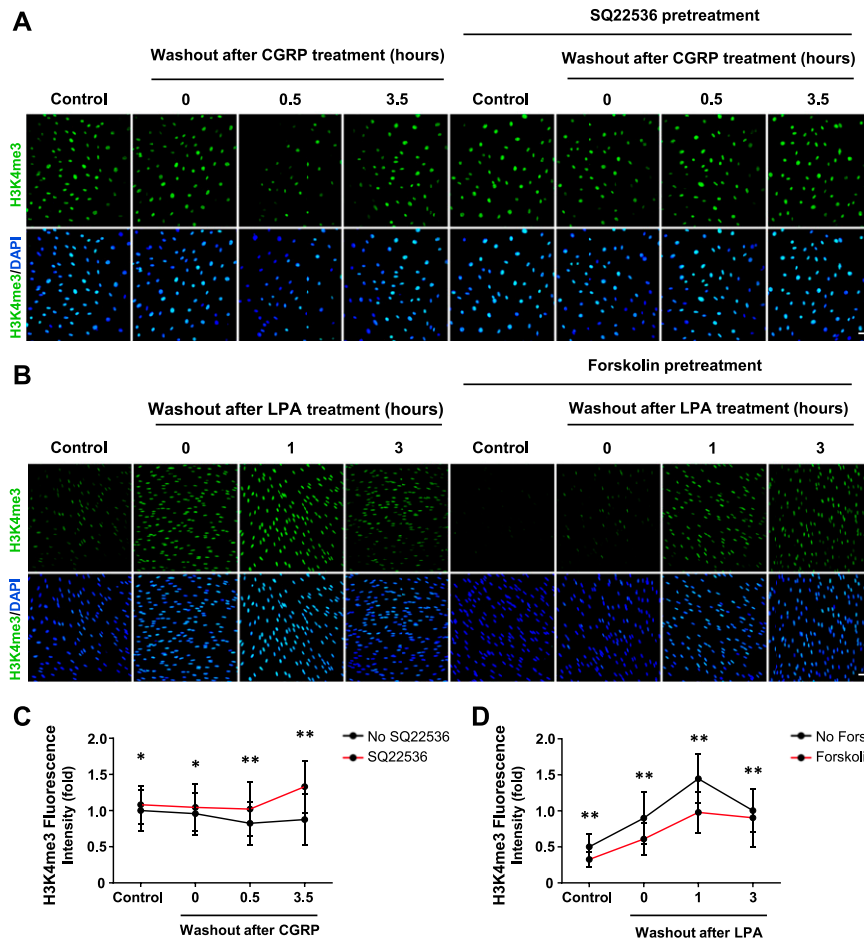 A
SQ22536 pretreatment
Washout after CGRP treatment (hours)
Washout after CGRP treatment (hours)
Control 0 0.5 3.5 Control 0 0.5 3.5
H3K4me3
H3K4me3/DAPI
B
Forskolin pretreatment
Washout after LPA treatment (hours)
Washout after LPA treatment (hours)
Control 0 1 3 Control 0 1 3
H3K4me3
H3K4me3/DAPI
C
H3K4me3 Fluorescence
Intensity (fold)
2.0
1.5
1.0
0.5
0
* * ** **
No SQ22536
SQ22536
Control 0 0.5 3.5
Washout after CGRP
D
H3K4me3 Fluorescence
Intensity (fold)
2.0
1.5
1.0
0.5
0
** ** ** **
No Fors
Forskoli
Control 0 1 3
Washout after LPA